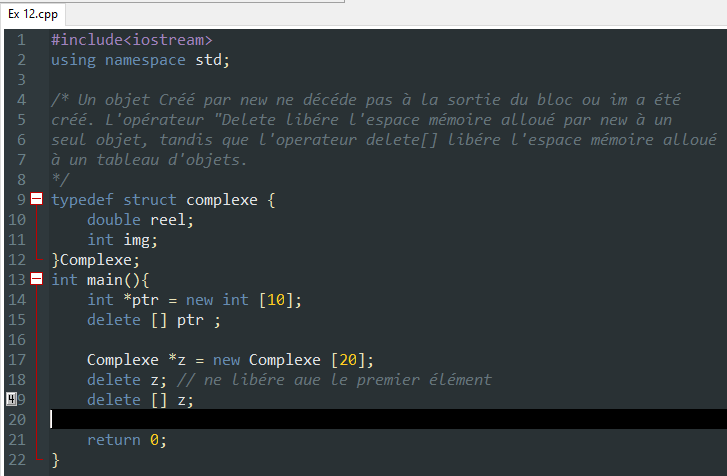 Ex 12.cpp
1 #include<iostream>
2 using namespace std;
3
4 /* Un objet Créé par new ne décéde pas à la sortie du bloc ou im a été
5 créé. L'opérateur "Delete libére l'espace mémoire alloué par new à un
6 seul objet, tandis que l'operateur delete[] libére l'espace mémoire alloué
7 à un tableau d'objets.
8 */
9 typedef struct complexe {
10 double reel;
11 int img;
12 }Complexe;
13 int main(){
14 int *ptr = new int [10];
15 delete [] ptr ;
16
17 Complexe *z = new Complexe [20];
18 delete z; // ne libére aue le premier élément
9 delete [] z;
20
21 return 0;
22 }